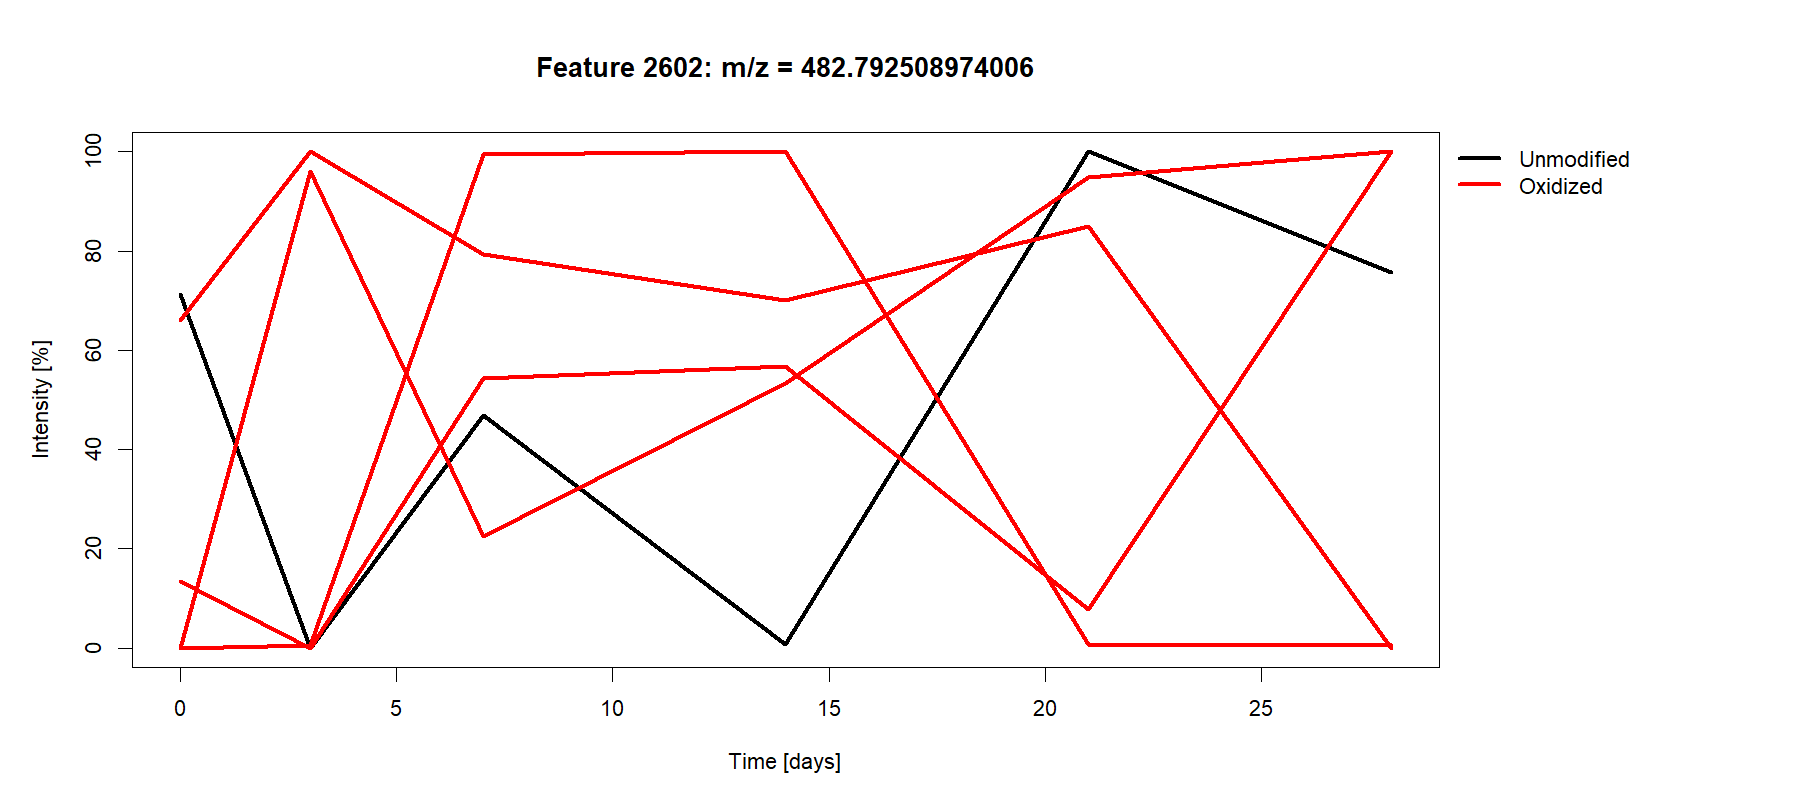 Feature 2602: m/z = 482.792508974006
Unmodified
Oxidized
Intensity [%]
100
80
60
40
20
0
0 5 10 15 20 25
Time [days]